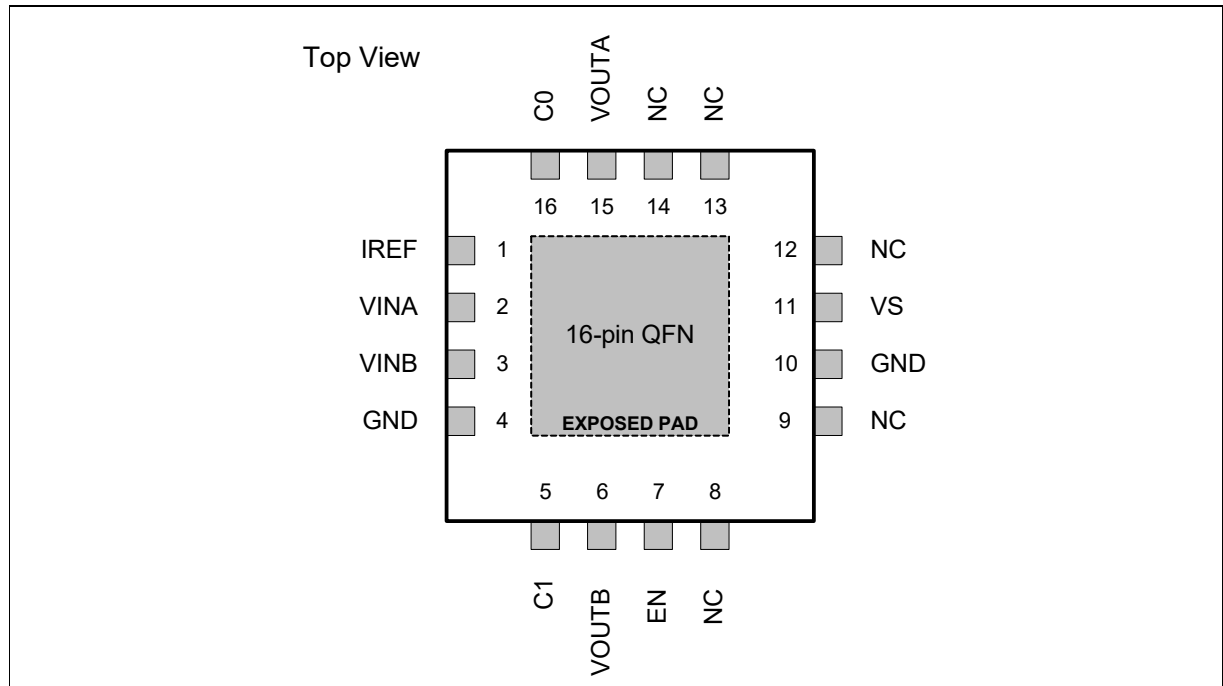 Top View
C0
VOUTA
NC
NC
16
15
14
13
IREF
1
12
NC
VINA
2
11
VS
16-pin QFN
VINB
3
10
GND
GND
4
EXPOSED PAD
9
NC
5
6
7
8
C1
VOUTB
EN
NC